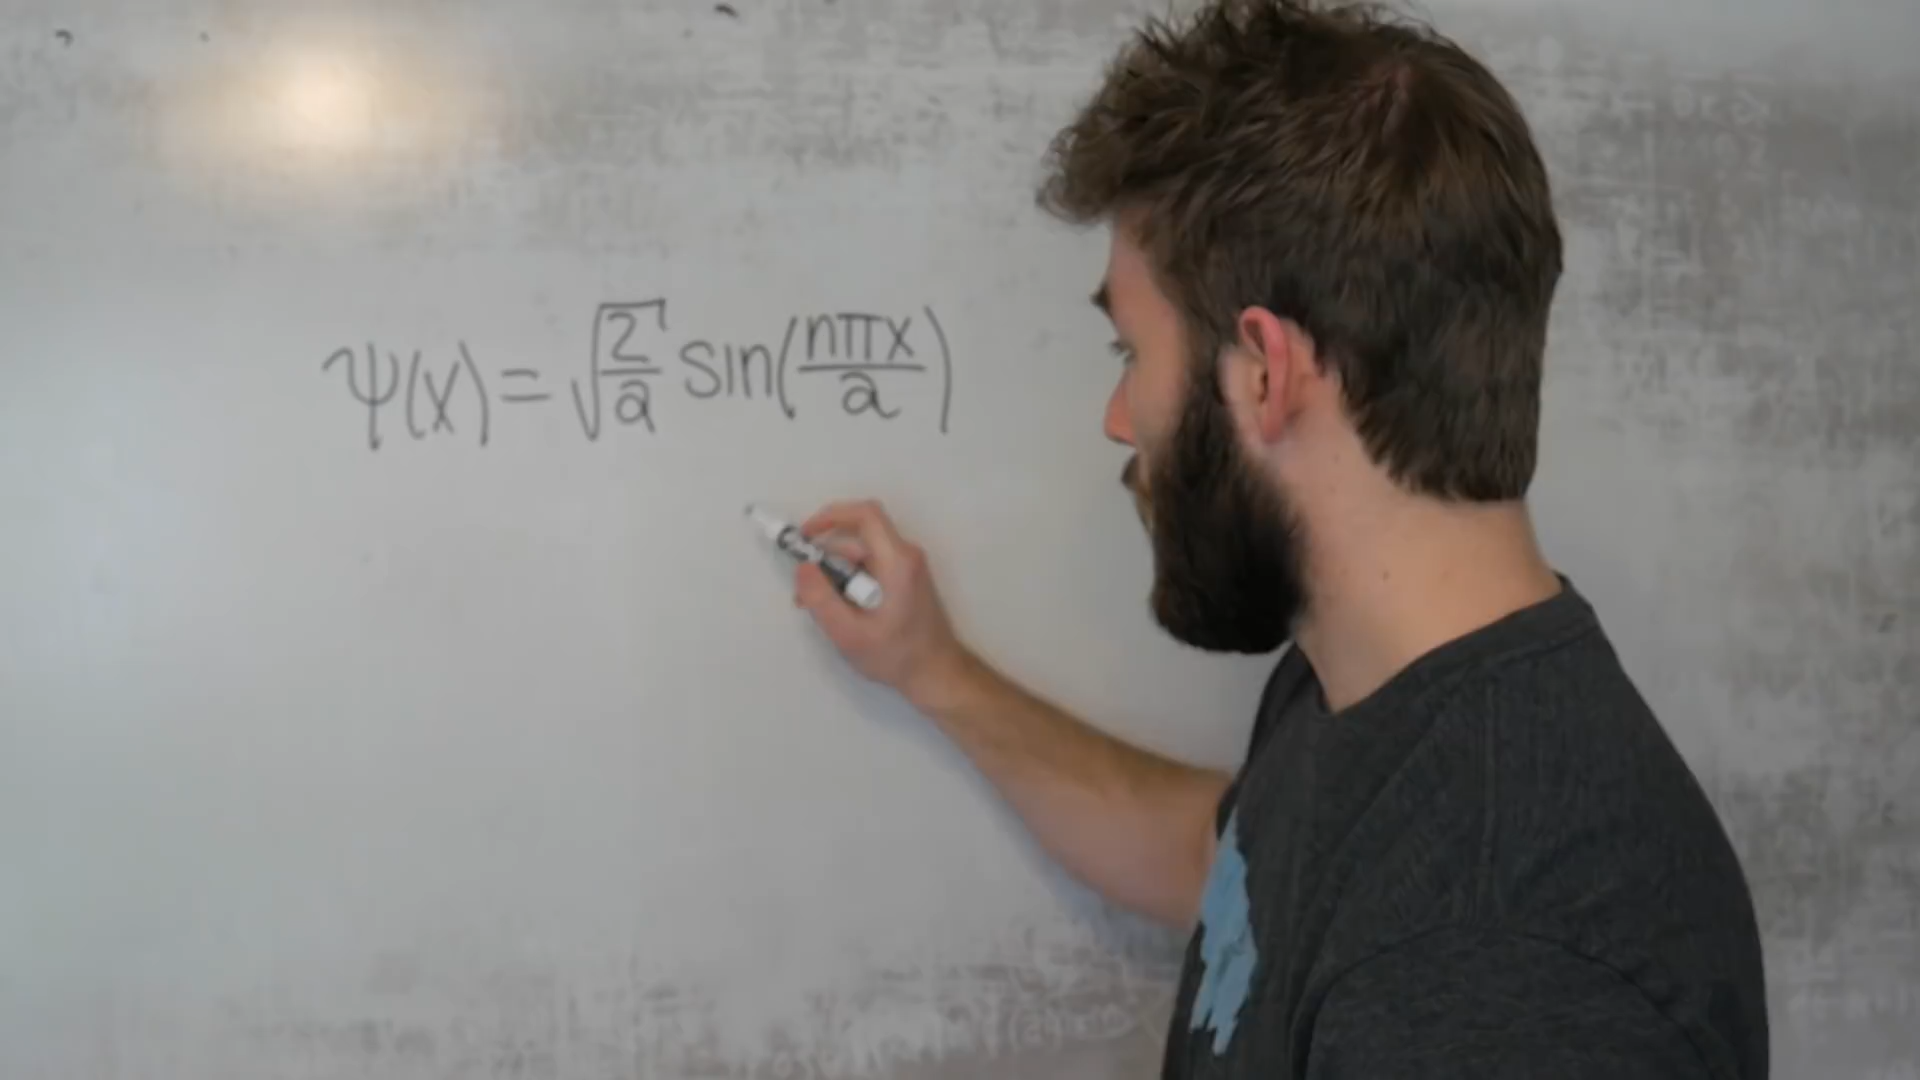 ψ(x) = √(2/a) sin(nπx/a)